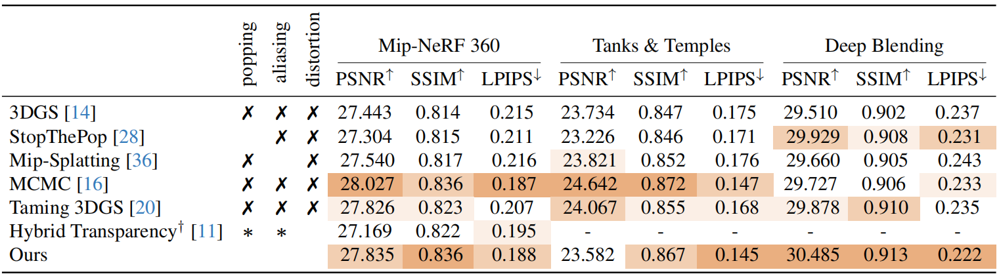 popping aliasing distortion
Mip-NeRF 360 Tanks & Temples Deep Blending
PSNR↑ SSIM↑ LPIPS↓ PSNR↑ SSIM↑ LPIPS↓ PSNR↑ SSIM↑ LPIPS↓
3DGS [14] ✗ ✗ ✗ 27.443 0.814 0.215 23.734 0.847 0.175 29.510 0.902 0.237
StopThePop [28] ✗ ✗ 27.304 0.815 0.211 23.226 0.846 0.171 29.929 0.908 0.231
Mip-Splatting [36] ✗ ✗ 27.540 0.817 0.216 23.821 0.852 0.176 29.660 0.905 0.243
MCMC [16] ✗ ✗ ✗ 28.027 0.836 0.187 24.642 0.872 0.147 29.727 0.906 0.233
Taming 3DGS [20] ✗ ✗ ✗ 27.826 0.823 0.207 24.067 0.855 0.168 29.878 0.910 0.235
Hybrid Transparency† [11] * * 27.169 0.822 0.195 - - - - - -
Ours 27.835 0.836 0.188 23.582 0.867 0.145 30.485 0.913 0.222